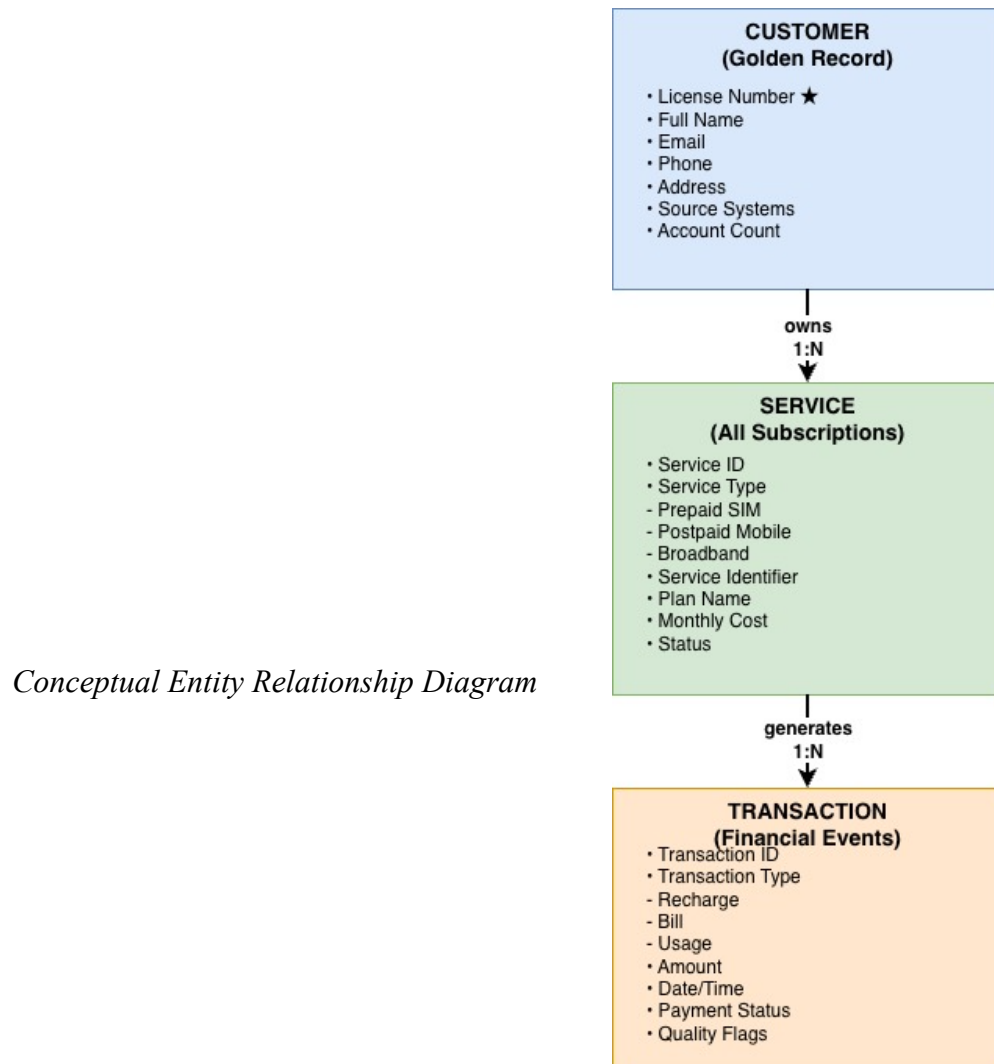 CUSTOMER
(Golden Record)
• License Number ★
• Full Name
• Email
• Phone
• Address
• Source Systems
• Account Count
owns
1:N
SERVICE
(All Subscriptions)
• Service ID
• Service Type
- Prepaid SIM
- Postpaid Mobile
- Broadband
• Service Identifier
• Plan Name
• Monthly Cost
• Status
Conceptual Entity Relationship Diagram
generates
1:N
TRANSACTION
(Financial Events)
• Transaction ID
• Transaction Type
- Recharge
- Bill
- Usage
• Amount
• Date/Time
• Payment Status
• Quality Flags